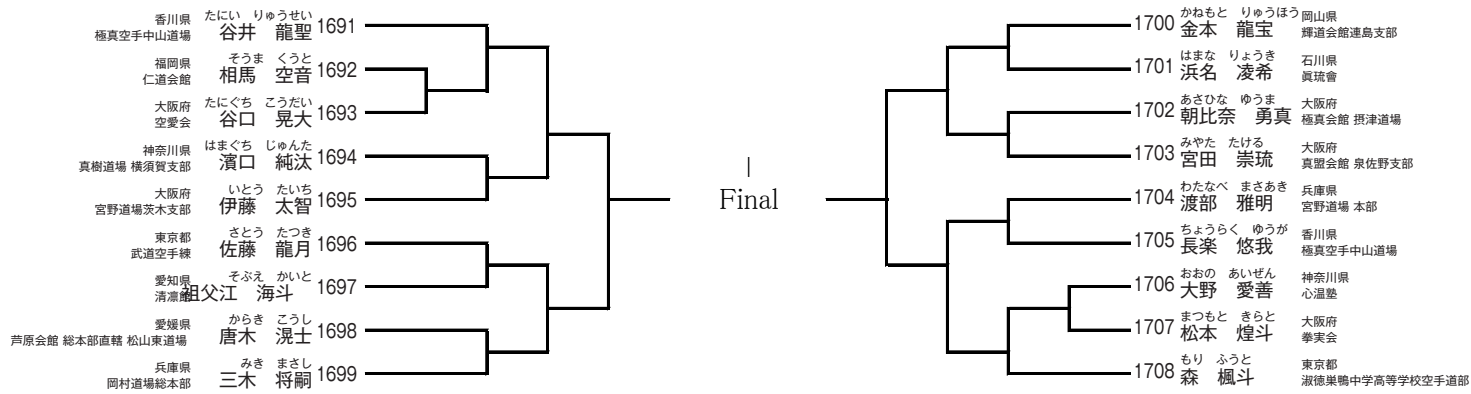 香川県
極真空手中山道場
たにい りゅうせい
谷井 龍聖 1691
福岡県
仁道会館
そうま くうと
相馬 空音 1692
大阪府
空愛会
たにぐち こうだい
谷口 晃大 1693
神奈川県
真樹道場 横須賀支部
はまぐち じゅんた
濱口 純汰 1694
大阪府
宮野道場茨木支部
いとう たいち
伊藤 太智 1695
東京都
武道空手練
さとう たつき
佐藤 龍月 1696
愛知県
清凛館
そぶえ かいと
祖父江 海斗 1697
愛媛県
芦原会館 総本部直轄 松山東道場
からき こうし
唐木 滉士 1698
兵庫県
岡村道場総本部
みき まさし
三木 将嗣 1699
Final
かねもと りゅうほう
1700 金本 龍宝
岡山県
輝道会館連島支部
はまな りょうき
1701 浜名 凌希
石川県
眞琉會
あさひな ゆうま
1702 朝比奈 勇真
大阪府
極真会館 摂津道場
みやた たける
1703 宮田 崇琉
大阪府
真盟会館 泉佐野支部
わたなべ まさあき
1704 渡部 雅明
兵庫県
宮野道場 本部
ちょうらく ゆうが
1705 長楽 悠我
香川県
極真空手中山道場
おおの あいぜん
1706 大野 愛善
神奈川県
心温塾
まつもと きらと
1707 松本 煌斗
大阪府
拳実会
もり ふうと
1708 森 楓斗
東京都
淑徳巣鴨中学高等学校空手道部